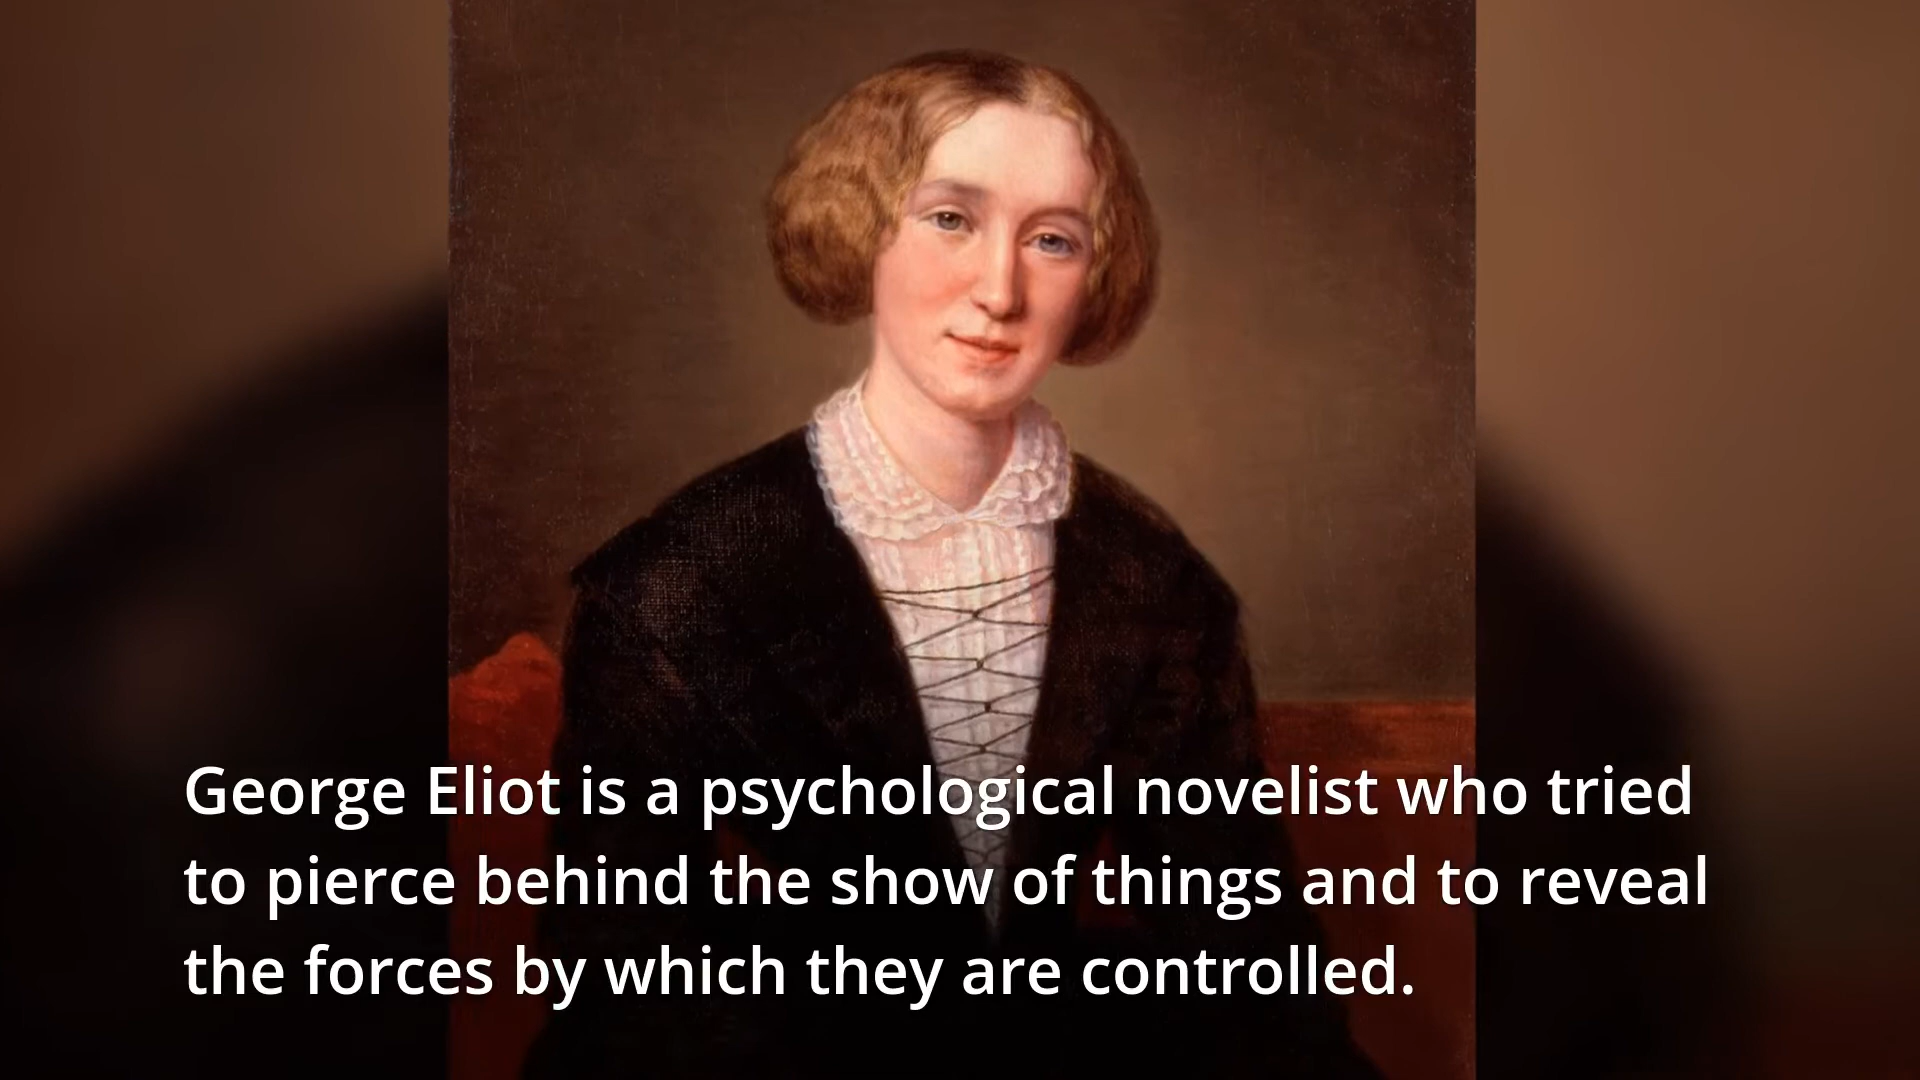 George Eliot is a psychological novelist who tried
to pierce behind the show of things and to reveal
the forces by which they are controlled.